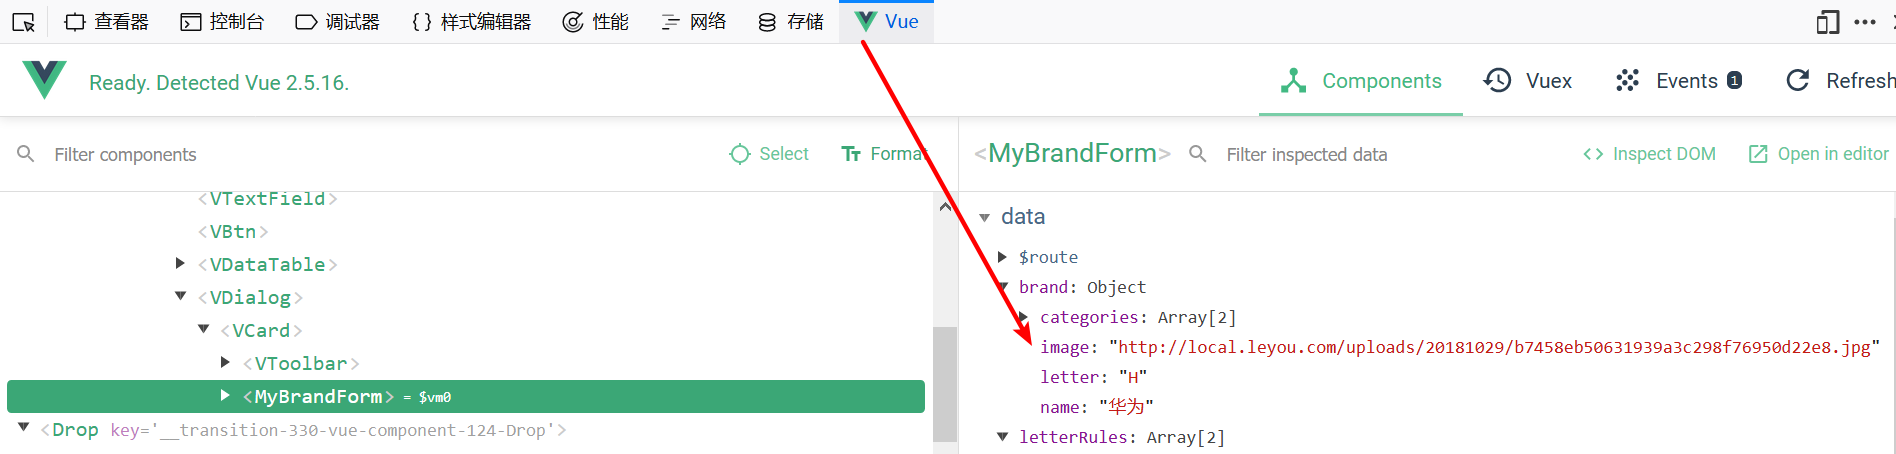 查看器 控制台 调试器 {} 样式编辑器 性能 网络 存储 Vue
Ready. Detected Vue 2.5.16.
Components Vuex Events 1 Refresh
Filter components Select Format
<MyBrandForm> Filter inspected data <> Inspect DOM Open in editor
<VTextField>
<VBtn>
<VDataTable>
<VDialog>
<VCard>
<VToolbar>
<MyBrandForm> = $vm0
<Drop key='__transition-330-vue-component-124-Drop'>
data
$route
brand: Object
categories: Array[2]
image: "http://local.leyou.com/uploads/20181029/b7458eb50631939a3c298f76950d22e8.jpg"
letter: "H"
name: "华为"
letterRules: Array[2]